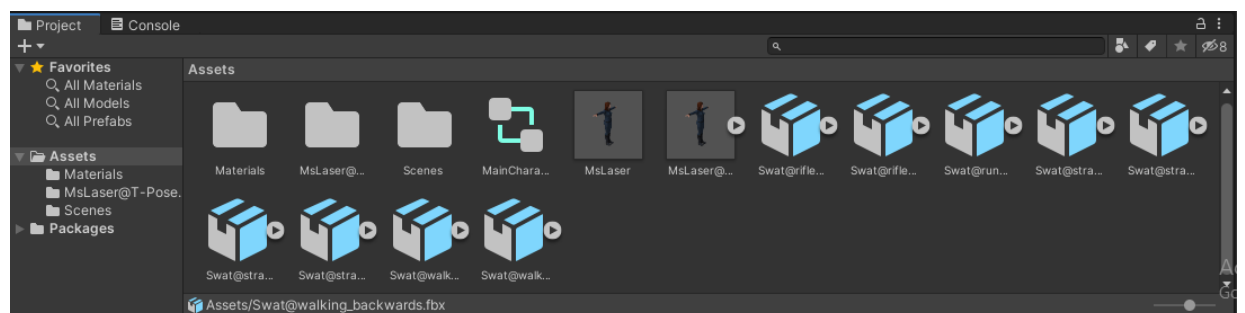 Project Console
8
Favorites
All Materials
All Models
All Prefabs
Assets
Materials
MsLaser@T-Pose.
Scenes
Packages
Assets
Materials MsLaser@... Scenes MainChara... MsLaser MsLaser@... Swat@rifle... Swat@rifle... Swat@run... Swat@stra... Swat@stra...
Swat@stra... Swat@stra... Swat@walk... Swat@walk...
Assets/Swat@walking_backwards.fbx
Ac
Go